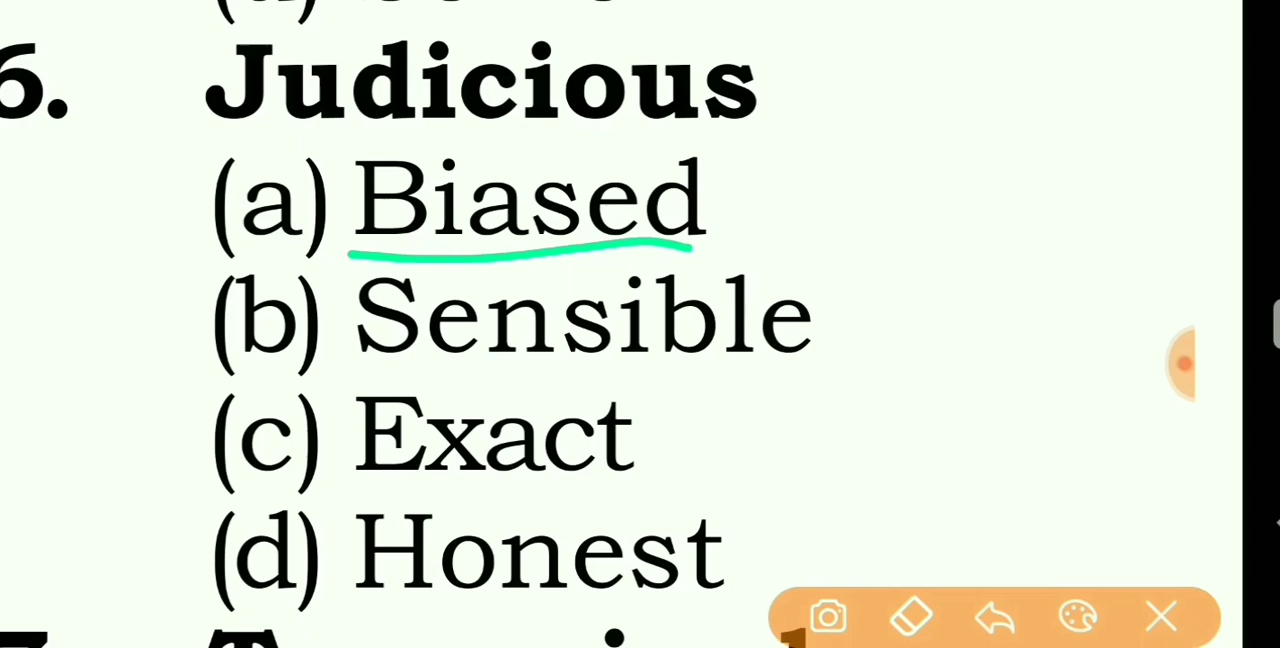 6. Judicious
(a) Biased
(b) Sensible
(c) Exact
(d) Honest